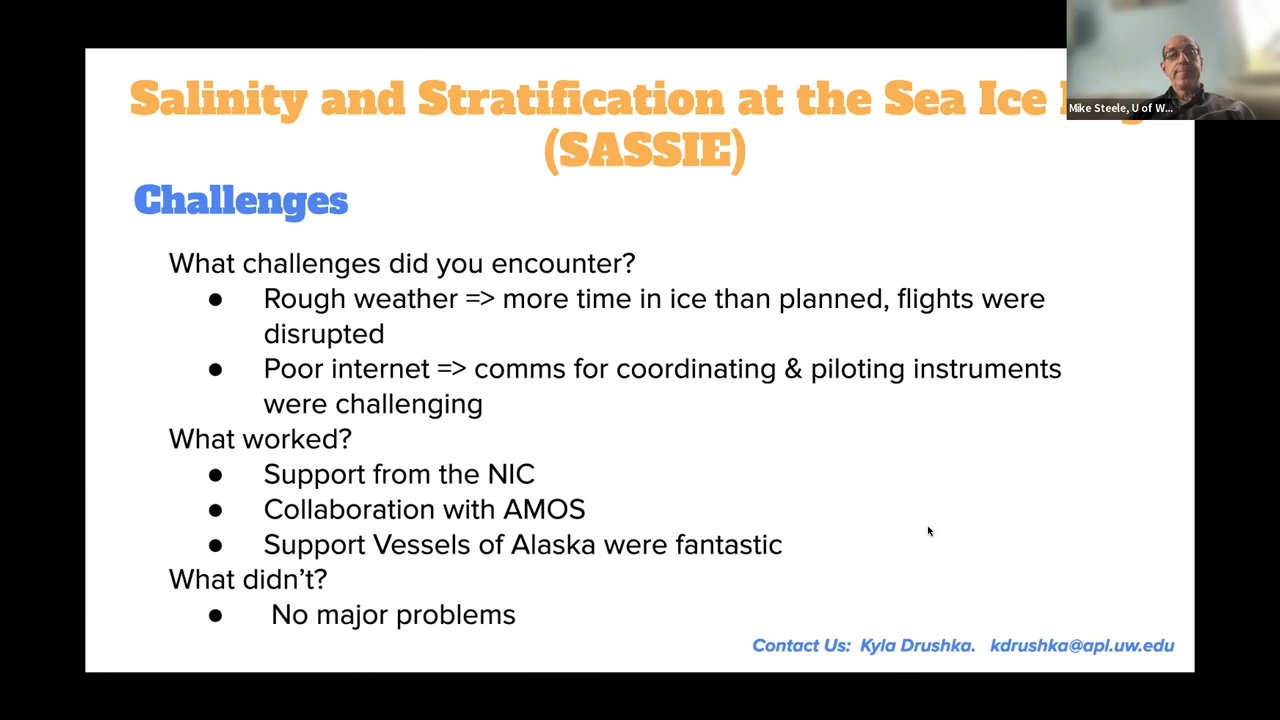 Salinity and Stratification at the Sea Ice
(SASSIE)
Mike Steele, U of W...
Challenges
What challenges did you encounter?
● Rough weather => more time in ice than planned, flights were
disrupted
● Poor internet => comms for coordinating & piloting instruments
were challenging
What worked?
● Support from the NIC
● Collaboration with AMOS
● Support Vessels of Alaska were fantastic
What didn't?
● No major problems
Contact Us: Kyla Drushka. kdrushka@apl.uw.edu